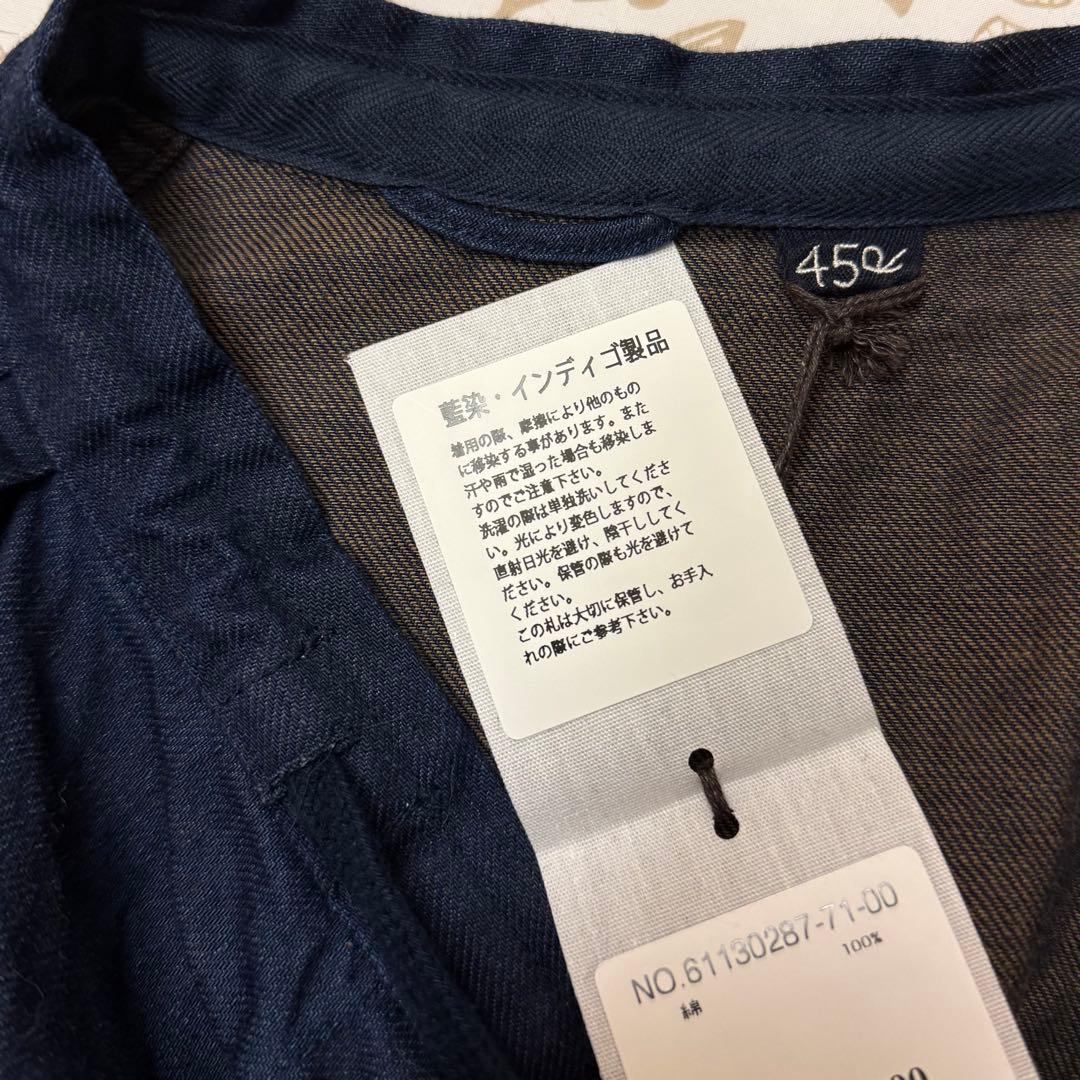 45R
藍染・インディゴ製品
着用の際、摩擦により他のもの
に移染する事があります。また
汗や雨で湿った場合も移染しま
すのでご注意下さい。
洗濯の際は単独洗いしてくださ
い。光により変色しますので、
直射日光を避け、陰干ししてく
ださい。保管の際も光を避けて
ください。
この札は大切に保管し、お手入
れの際にご参考下さい。
NO.61130287-71-00
綿 100%